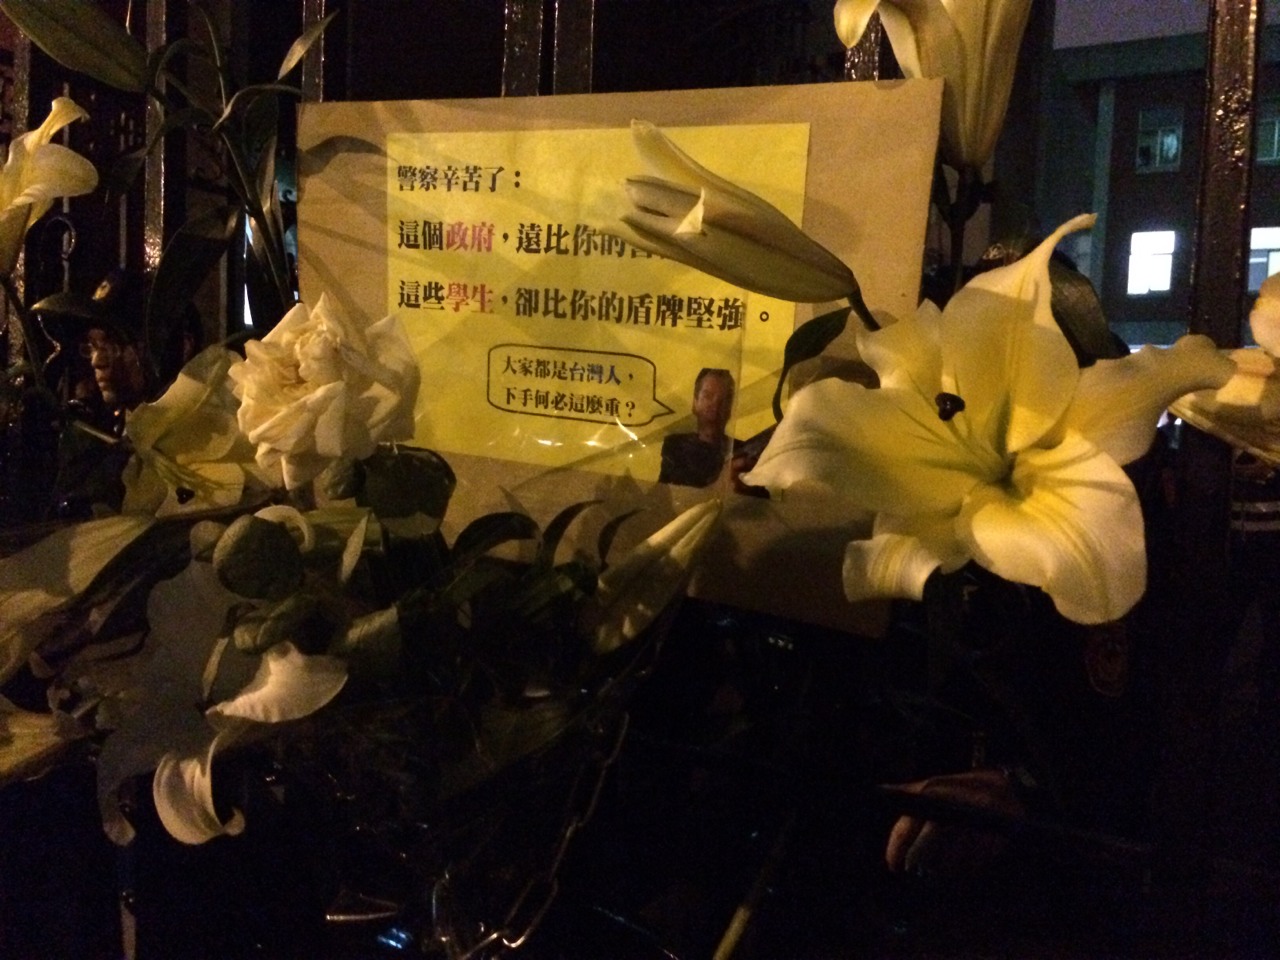 警察辛苦了：
這個政府，遠比你的
這些學生，卻比你的盾牌堅強。
大家都是台灣人，
下手何必這麼重？